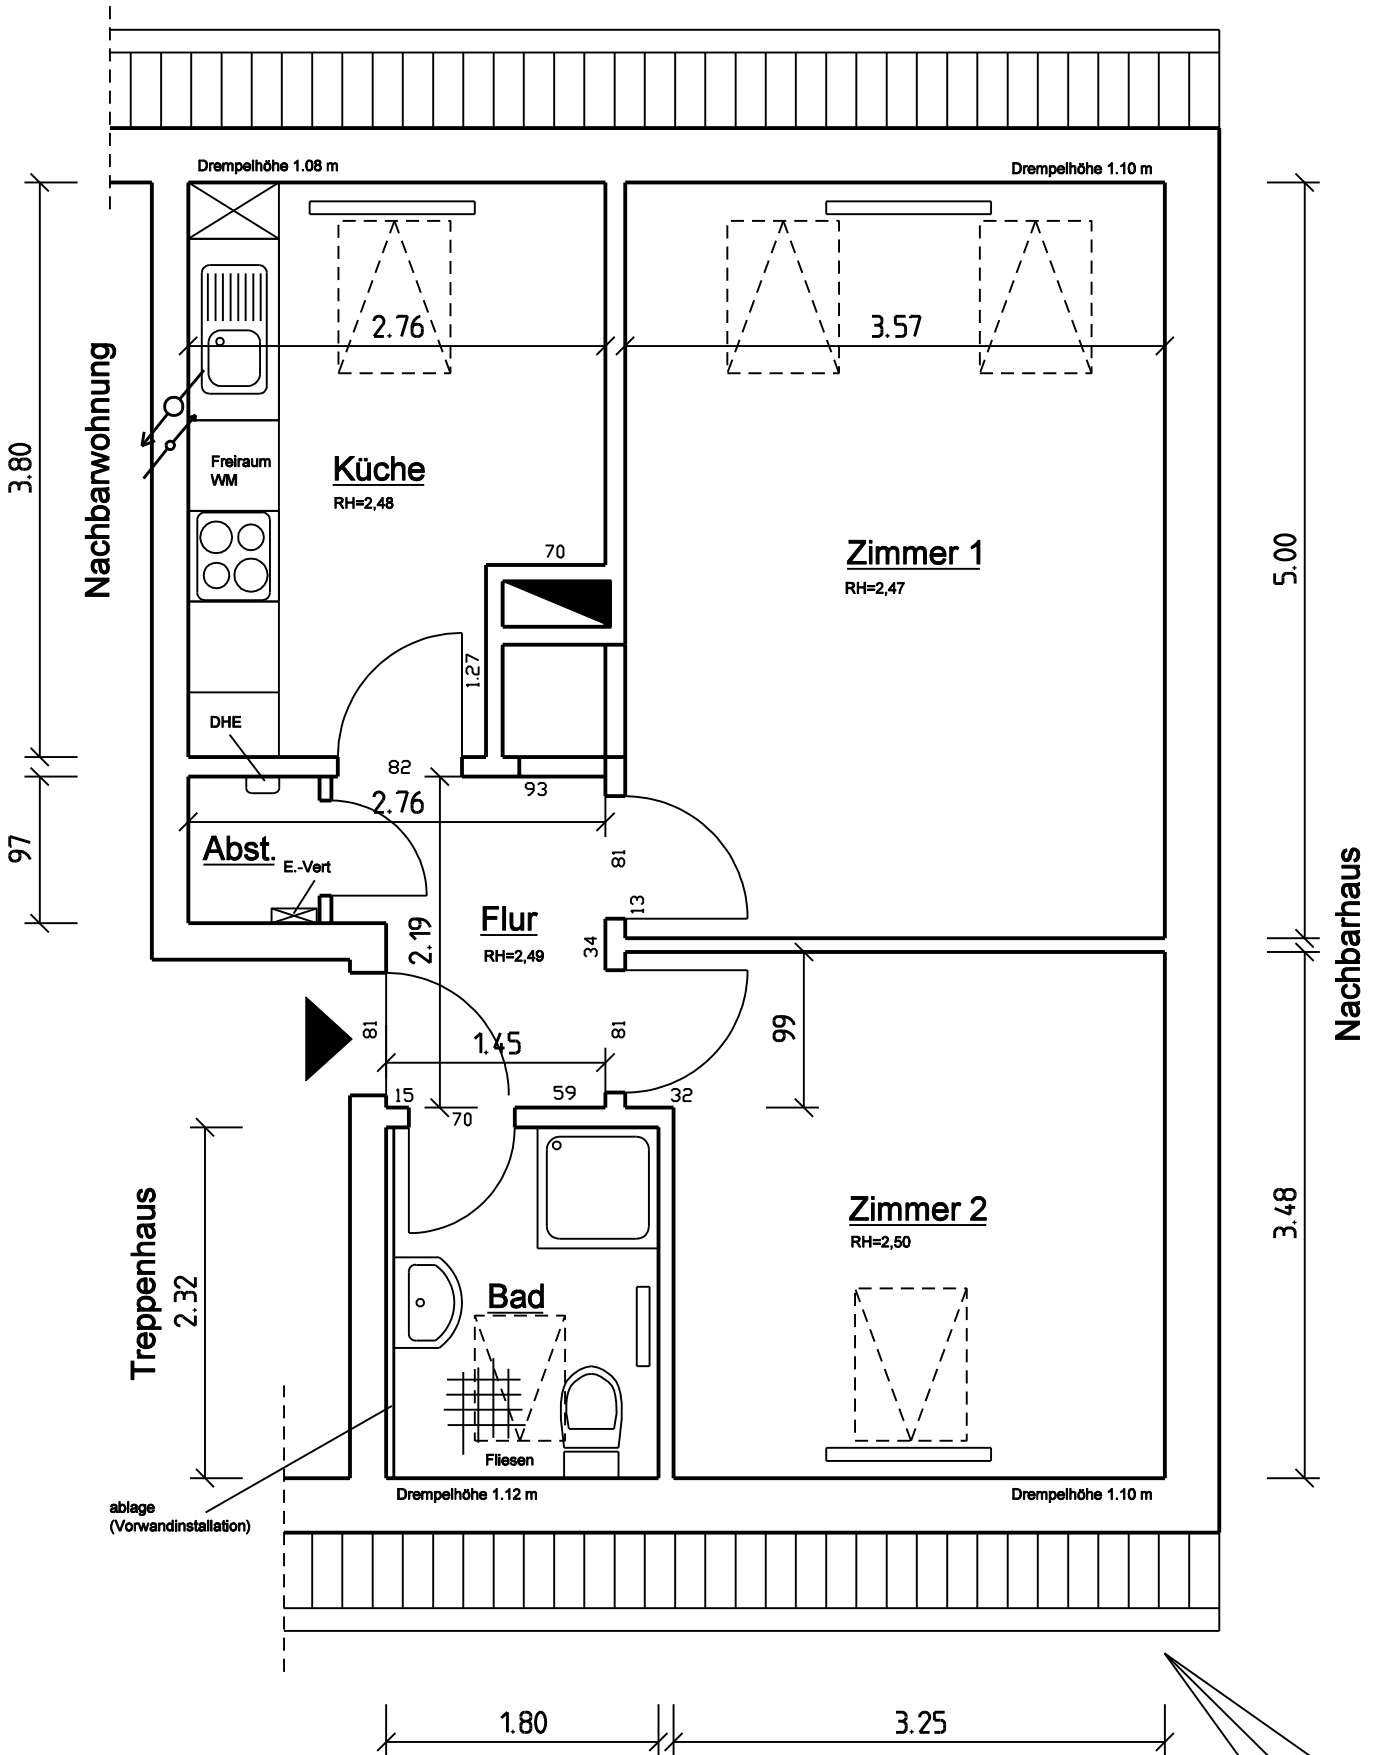 Drempelhöhe 1.08 m
Drempelhöhe 1.10 m
2.76
3.57
Nachbarwohnung
3.80
Freiraum
WM
Küche
RH=2,48
70
Zimmer 1
RH=2,47
5.00
1.27
DHE
82
93
2.76
97
Abst.
E.-Vert
81
13
Flur
RH=2,49
2.19
34
Nachbarhaus
81
1.45
81
99
15
70
59
32
Treppenhaus
2.32
Zimmer 2
RH=2,50
3.48
Bad
Fliesen
Drempelhöhe 1.12 m
Drempelhöhe 1.10 m
ablage
(Vorwandinstallation)
1.80
3.25